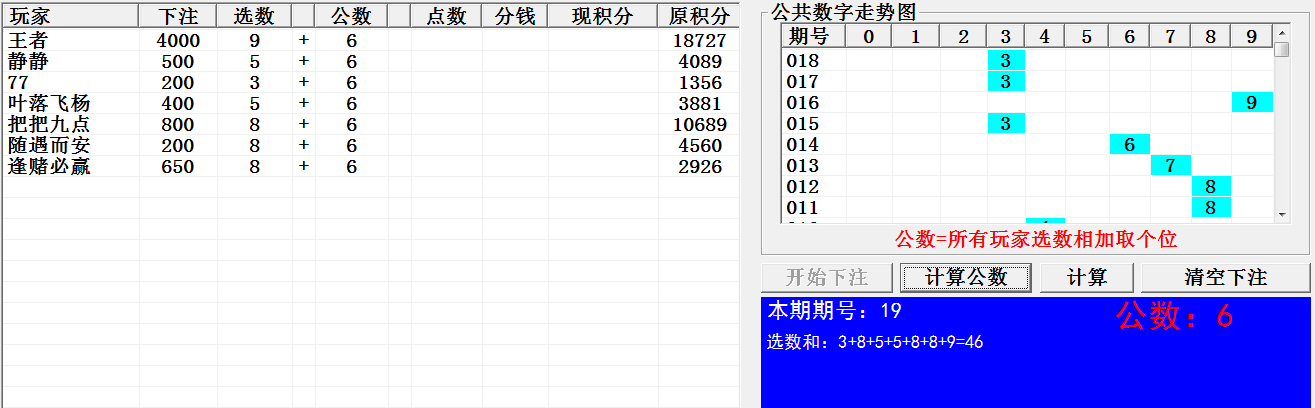 玩家 下注 选数 公数 点数 分钱 现积分 原积分
王者 4000 9 + 6 18727
静静 500 5 + 6 4089
77 200 3 + 6 1356
叶落飞杨 400 5 + 6 3881
把把九点 800 8 + 6 10689
随遇而安 200 8 + 6 4560
逢赌必赢 650 8 + 6 2926
公共数字走势图
期号 0 1 2 3 4 5 6 7 8 9
018 3
017 3
016 9
015 3
014 6
013 7
012 8
011 8
公数=所有玩家选数相加取个位
开始下注 计算公数 计算 清空下注
本期期号：19 公数：6
选数和：3+8+5+5+8+8+9=46